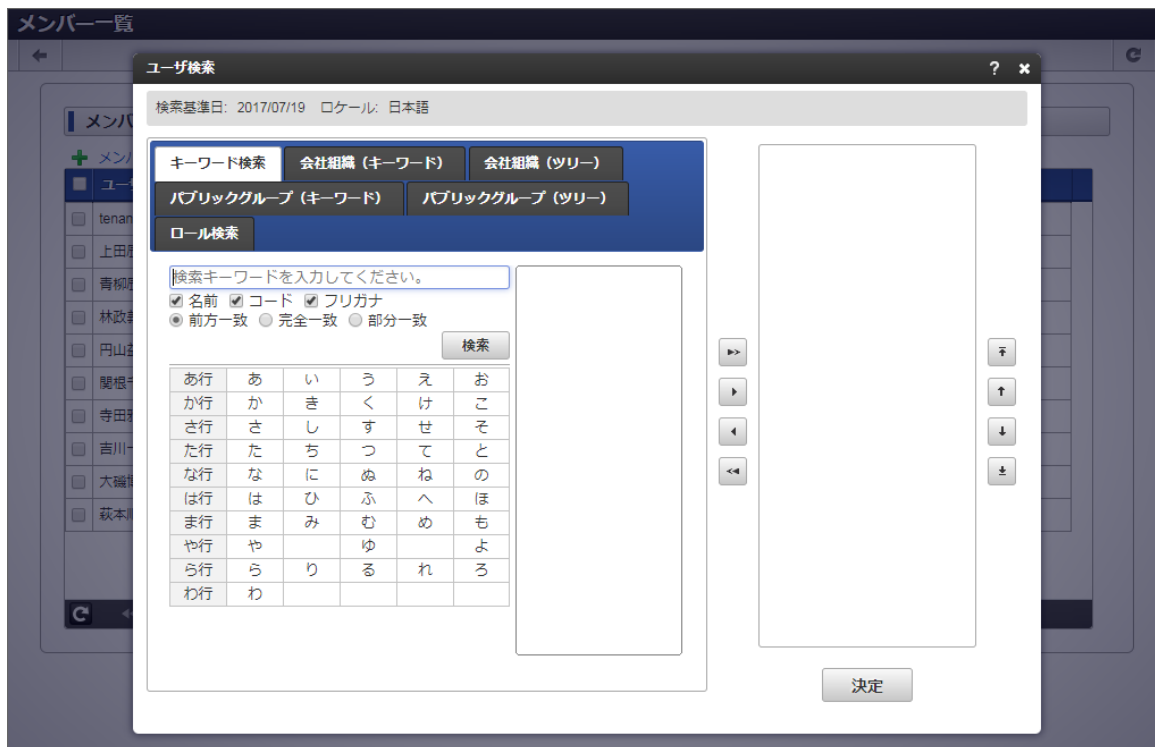 メンバー一覧
ユーザ検索 ?
検索基準日: 2017/07/19 ロケール: 日本語
メンバ
メン
ユー
tenan
上田
青柳
林政
円山
関根
寺田
吉川
大磯
萩本
キーワード検索 会社組織（キーワード） 会社組織（ツリー）
パブリックグループ（キーワード） パブリックグループ（ツリー）
ロール検索
検索キーワードを入力してください。
名前 コード フリガナ
前方一致 完全一致 部分一致
検索
あ行 あ い う え お
か行 か き く け こ
さ行 さ し す せ そ
た行 た ち つ て と
な行 な に ぬ ね の
は行 は ひ ふ へ ほ
ま行 ま み む め も
や行 や ゆ よ
ら行 ら り る れ ろ
わ行 わ
決定